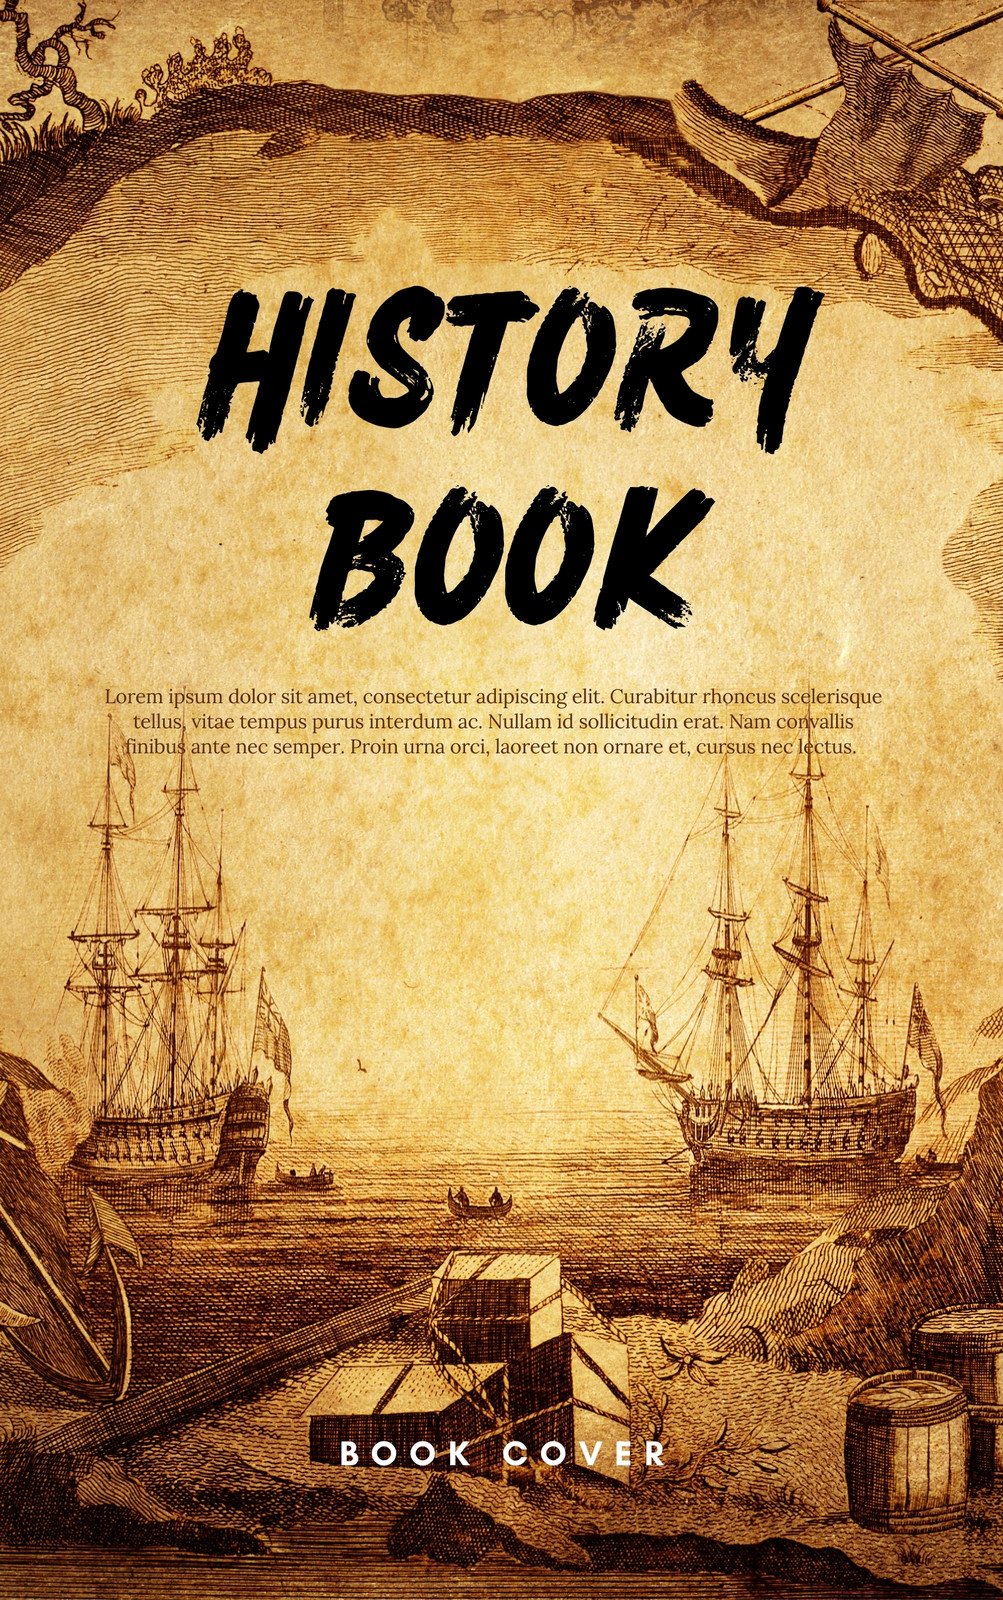 HISTORY
BOOK
Lorem ipsum dolor sit amet, consectetur adipiscing elit. Curabitur rhoncus scelerisque
tellus, vitae tempus purus interdum ac. Nullam id sollicitudin erat. Nam convallis
finibus ante nec semper. Proin urna orci, laoreet non ornare et, cursus nec lectus.
BOOK COVER